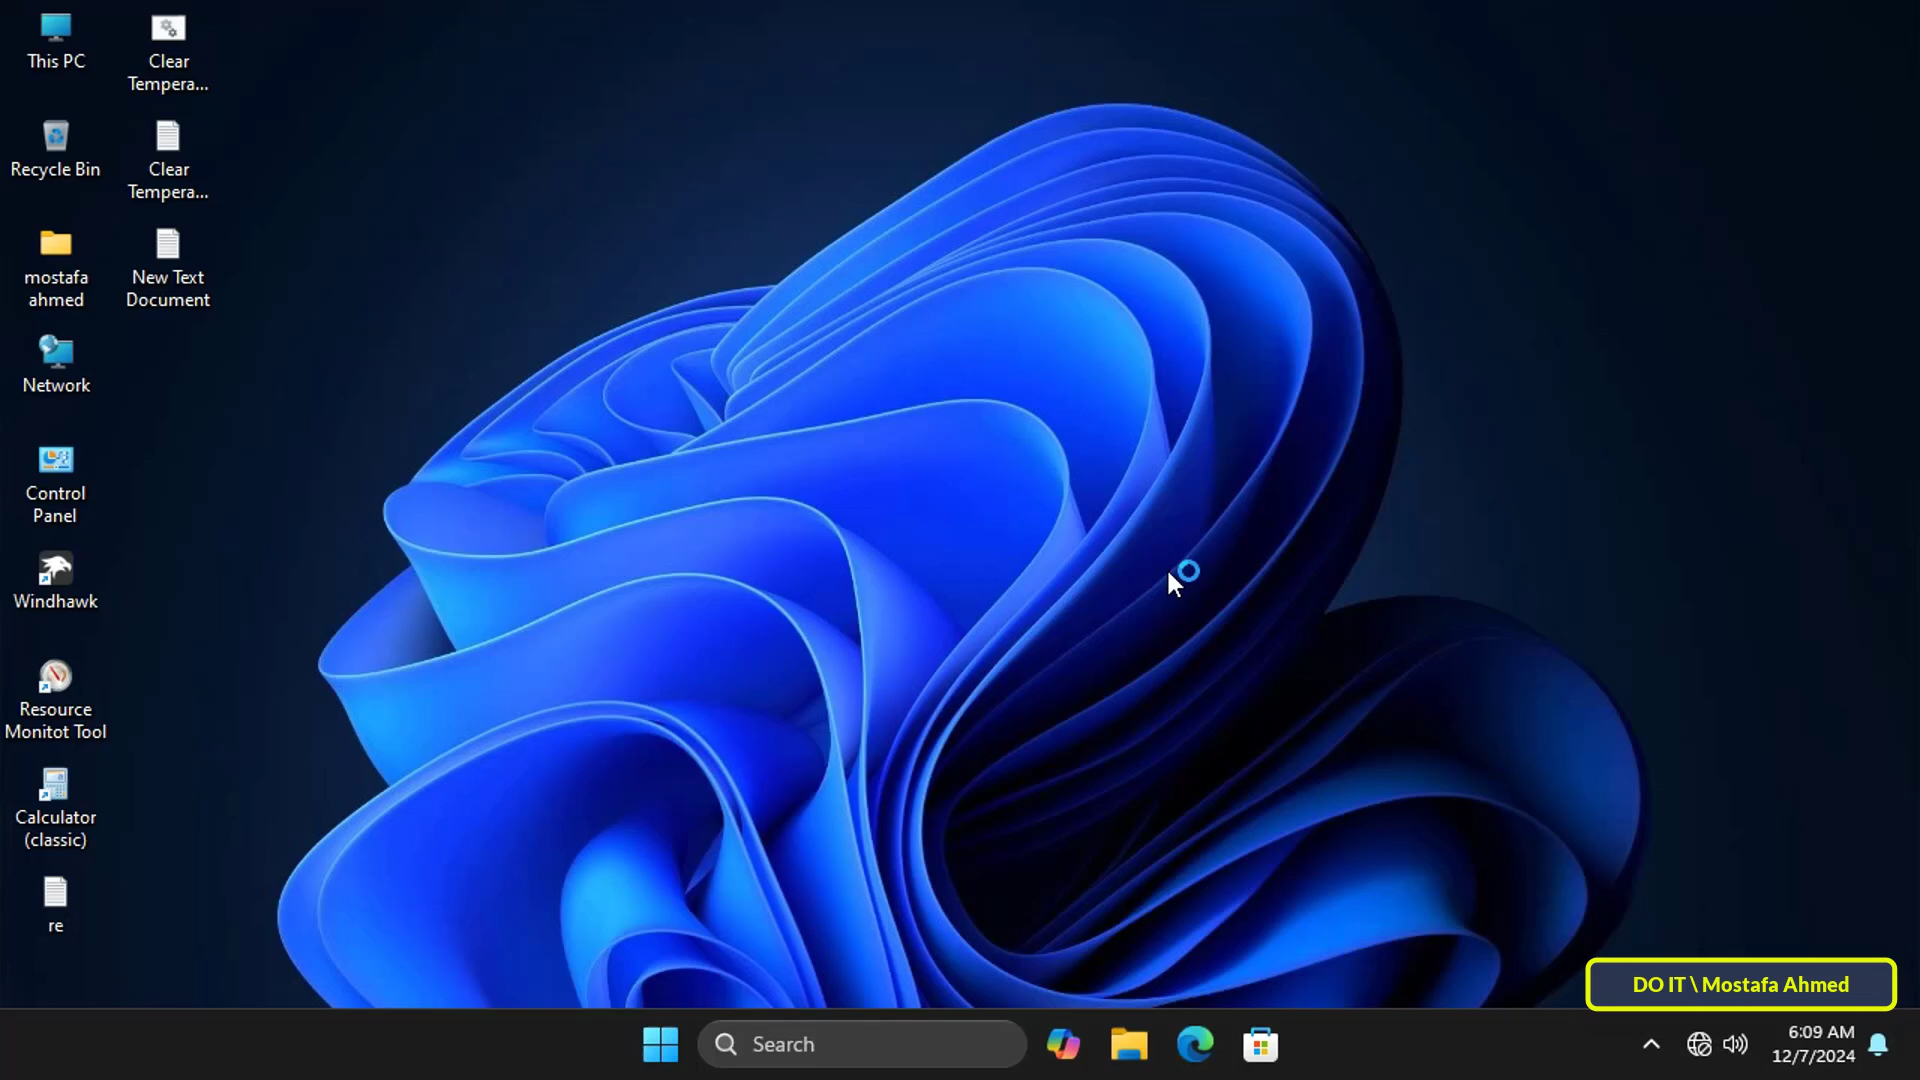 This PC
Clear
Tempera...
Recycle Bin
Clear
Tempera...
mostafa
ahmed
New Text
Document
Network
Control
Panel
Windhawk
Resource
Monitot Tool
Calculator
(classic)
re
DO IT \ Mostafa Ahmed
Search
6:09 AM
12/7/2024